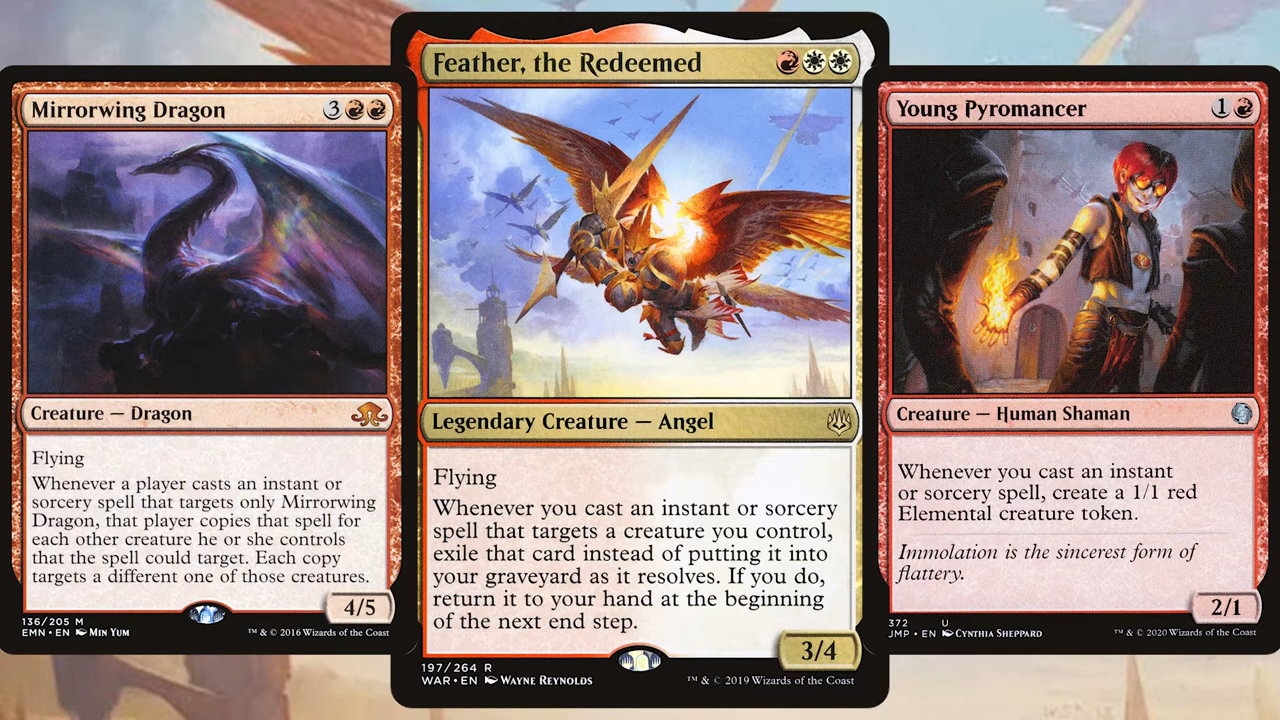 Mirrorwing Dragon 3
Creature — Dragon
Flying
Whenever a player casts an instant or
sorcery spell that targets only Mirrorwing
Dragon, that player copies that spell for
each other creature he or she controls
that the spell could target. Each copy
targets a different one of those creatures.
4/5
136/205 M
EMN • EN Min Yum
™ & © 2016 Wizards of the Coast
Feather, the Redeemed
Legendary Creature — Angel
Flying
Whenever you cast an instant or sorcery
spell that targets a creature you control,
exile that card instead of putting it into
your graveyard as it resolves. If you do,
return it to your hand at the beginning
of the next end step.
3/4
197/264 R
WAR • EN Wayne Reynolds
™ & © 2019 Wizards of the Coast
Young Pyromancer 1
Creature — Human Shaman
Whenever you cast an instant
or sorcery spell, create a 1/1 red
Elemental creature token.
Immolation is the sincerest form of
flattery.
2/1
372 U
JMP • EN Cynthia Sheppard
™ & © 2020 Wizards of the Coast